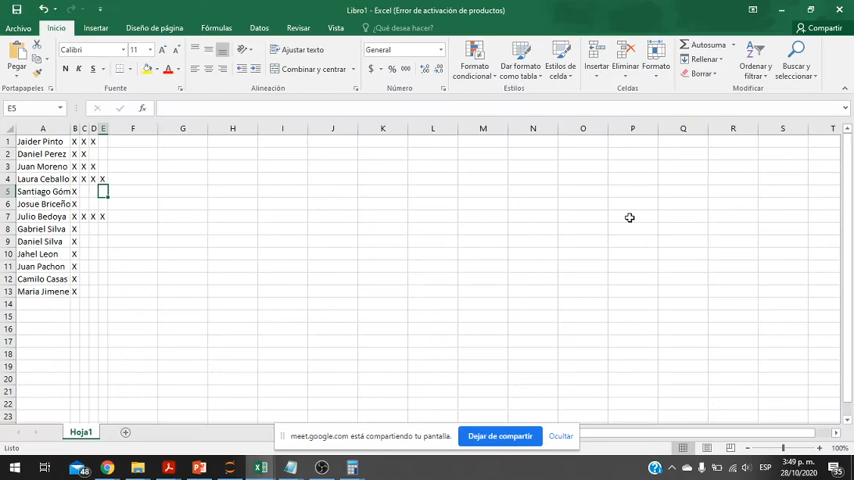 Libro1 - Excel (Error de activación de productos)
Archivo Inicio Insertar Diseño de página Fórmulas Datos Revisar Vista ¿Qué desea hacer? Compartir
Pegar
Calibri 11
N K S
Ajustar texto
Combinar y centrar
General
$ % 000
Formato condicional
Dar formato como tabla
Estilos de celda
Insertar Eliminar Formato
Autosuma
Rellenar
Borrar
Ordenar y filtrar
Buscar y seleccionar
Portapapeles Fuente Alineación Número Estilos Celdas Modificar
E5 fx
A B C D E F G H I J K L M N O P Q R S T
1 Jaider Pinto X X X
2 Daniel Perez X X
3 Juan Moreno X X X
4 Laura Ceballo X X X X
5 Santiago Góm X
6 Josue Briceño X
7 Julio Bedoya X X X X
8 Gabriel Silva X
9 Daniel Silva X
10 Jahel Leon X
11 Juan Pachon X
12 Camilo Casas X
13 Maria Jimene X
14
15
16
17
18
19
20
21
22
23
Hoja1
meet.google.com está compartiendo tu pantalla. Dejar de compartir Ocultar
Listo 100%
48 ESP 3:49 p. m.
28/10/2020 35